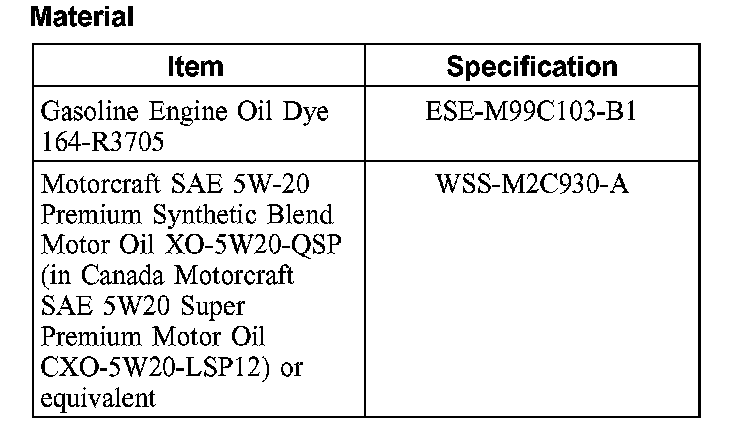 Material
Item
Specification
Gasoline Engine Oil Dye
164-R3705
ESE-M99C103-B1
Motorcraft SAE 5W-20
Premium Synthetic Blend
Motor Oil XO-5W20-QSP
(in Canada Motorcraft
SAE 5W20 Super
Premium Motor Oil
CXO-5W20-LSP12) or
equivalent
WSS-M2C930-A